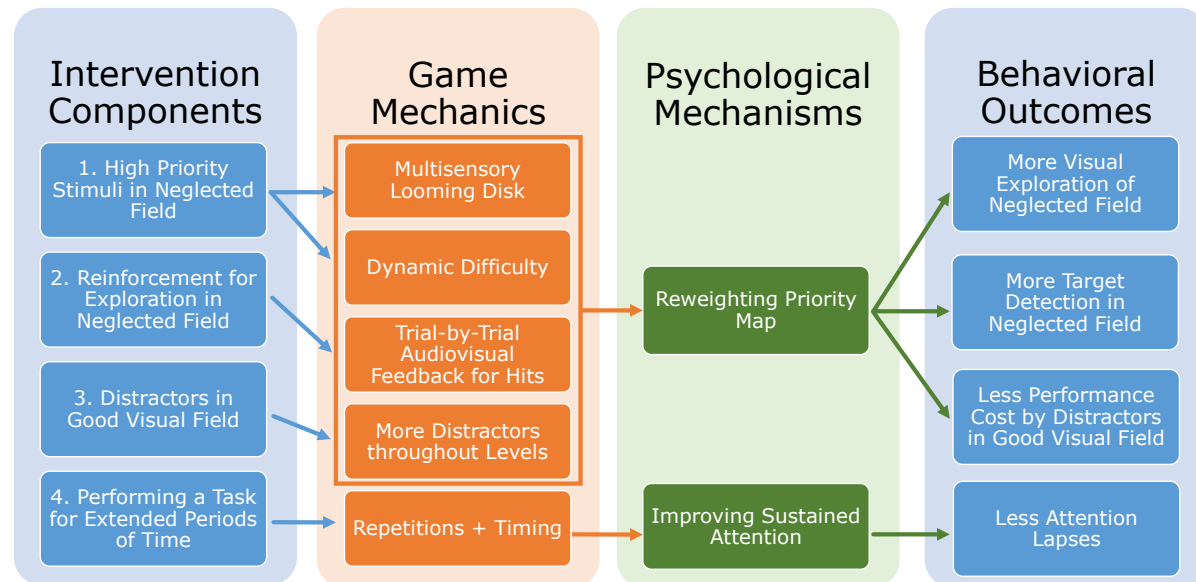 Intervention
Components
1. High Priority
Stimuli in Neglected
Field
2. Reinforcement for
Exploration in
Neglected Field
3. Distractors in
Good Visual Field
4. Performing a Task
for Extended Periods
of Time
Game
Mechanics
Multisensory
Looming Disk
Dynamic Difficulty
Trial-by-Trial
Audiovisual
Feedback for Hits
More Distractors
throughout Levels
Repetitions + Timing
Psychological
Mechanisms
Reweighting Priority
Map
Improving Sustained
Attention
Behavioral
Outcomes
More Visual
Exploration of
Neglected Field
More Target
Detection in
Neglected Field
Less Performance
Cost by Distractors
in Good Visual Field
Less Attention
Lapses